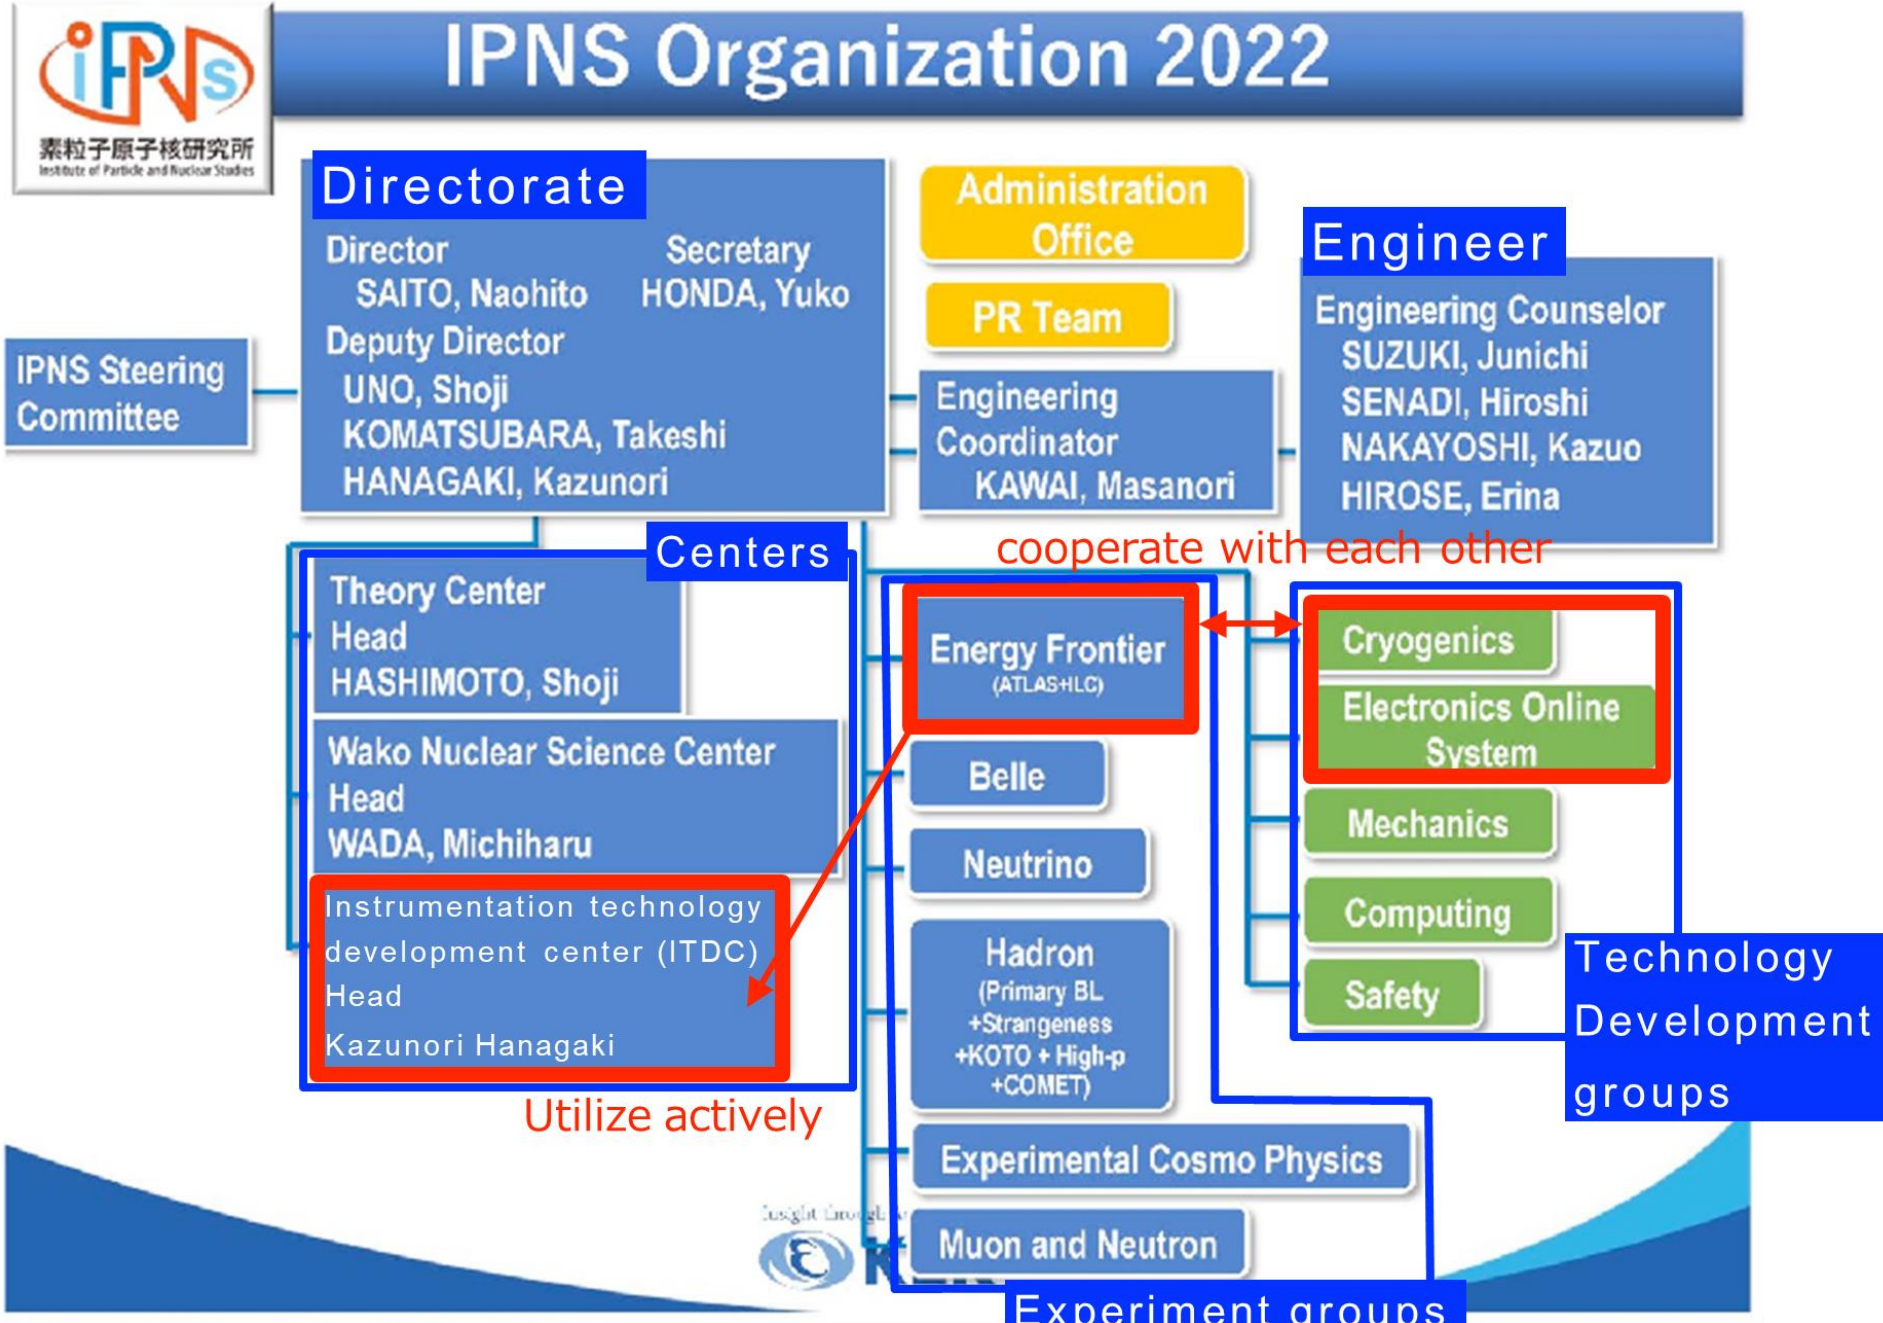 iPNs
素粒子原子核研究所
Institute of Particle and Nuclear Studies
IPNS Organization 2022
Directorate
Director
SAITO, Naohito
Secretary
HONDA, Yuko
Deputy Director
UNO, Shoji
KOMATSUBARA, Takeshi
HANAGAKI, Kazunori
IPNS Steering
Committee
Administration
Office
PR Team
Engineering
Coordinator
KAWAI, Masanori
Engineer
Engineering Counselor
SUZUKI, Junichi
SENADI, Hiroshi
NAKAYOSHI, Kazuo
HIROSE, Erina
Centers
Theory Center
Head
HASHIMOTO, Shoji
Wako Nuclear Science Center
Head
WADA, Michiharu
Instrumentation technology
development center (ITDC)
Head
Kazunori Hanagaki
Utilize actively
cooperate with each other
Energy Frontier
(ATLAS+ILC)
Belle
Neutrino
Hadron
(Primary BL
+Strangeness
+KOTO + High-p
+COMET)
Experimental Cosmo Physics
Muon and Neutron
Experiment groups
Cryogenics
Electronics Online
System
Mechanics
Computing
Safety
Technology
Development
groups
Insight through